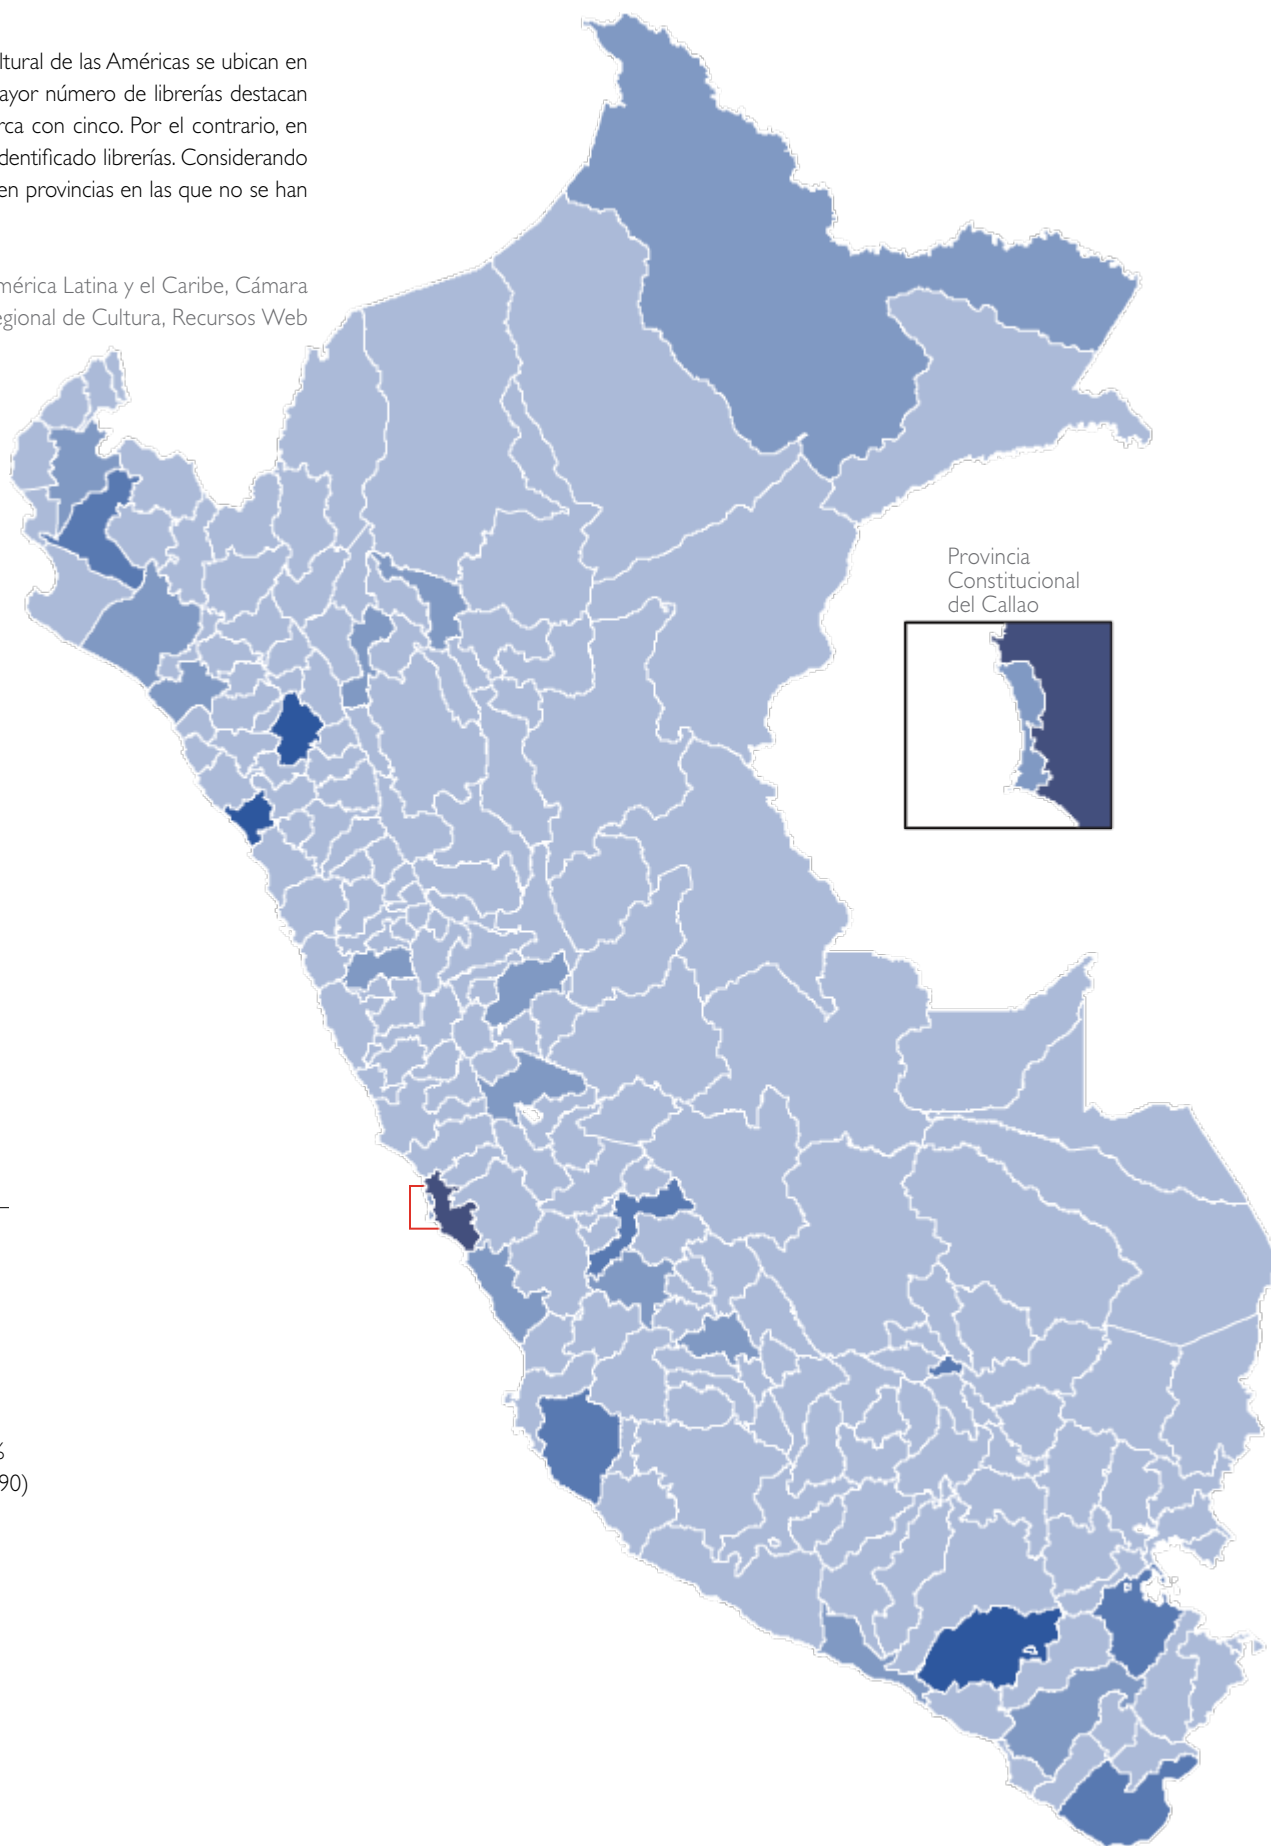 ltural de las Américas se ubican en
ayor número de librerías destacan
rca con cinco. Por el contrario, en
dentificado librerías. Considerando
en provincias en las que no se han
mérica Latina y el Caribe, Cámara
egional de Cultura, Recursos Web
Provincia
Constitucional
del Callao
%
90)